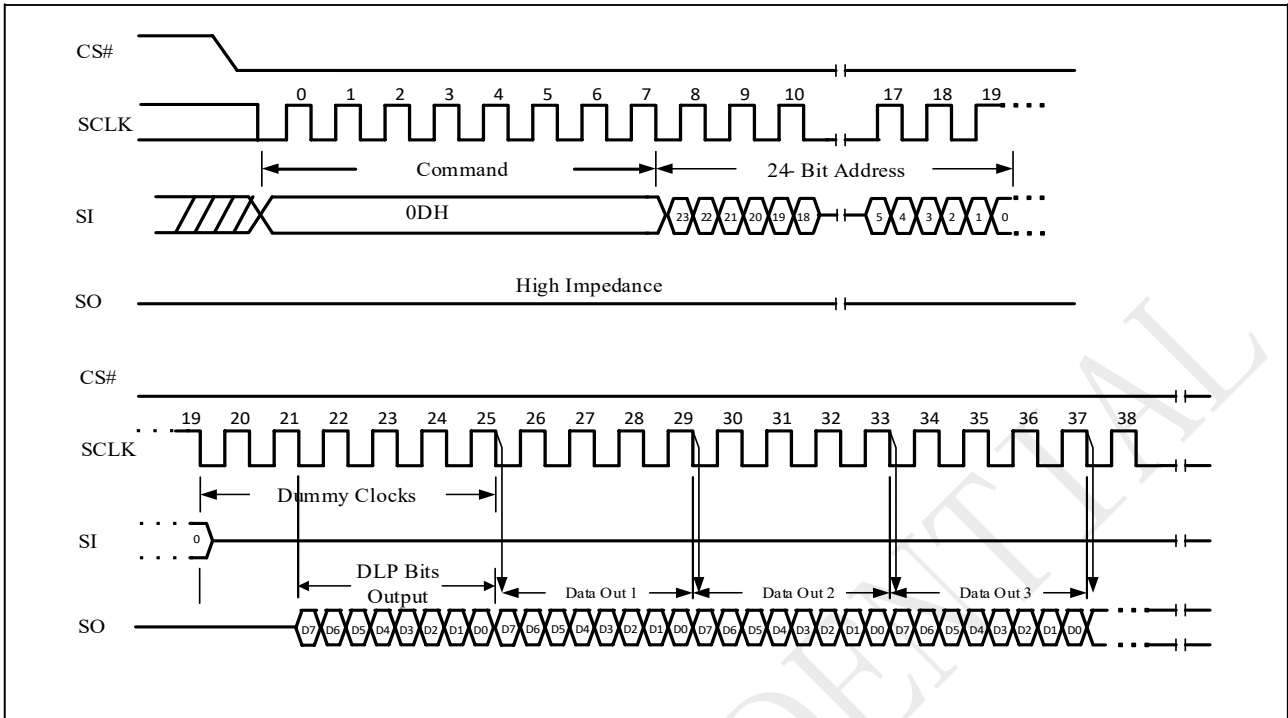 CS#
0 1 2 3 4 5 6 7 8 9 10 17 18 19
SCLK
Command 24- Bit Address
SI 0DH 23 22 21 20 19 18 5 4 3 2 1 0
High Impedance
SO
CS#
19 20 21 22 23 24 25 26 27 28 29 30 31 32 33 34 35 36 37 38
SCLK
Dummy Clocks
SI 0
DLP Bits
Output Data Out 1 Data Out 2 Data Out 3
SO D7 D6 D5 D4 D3 D2 D1 D0 D7 D6 D5 D4 D3 D2 D1 D0 D7 D6 D5 D4 D3 D2 D1 D0 D7 D6 D5 D4 D3 D2 D1 D0
DENTIAL